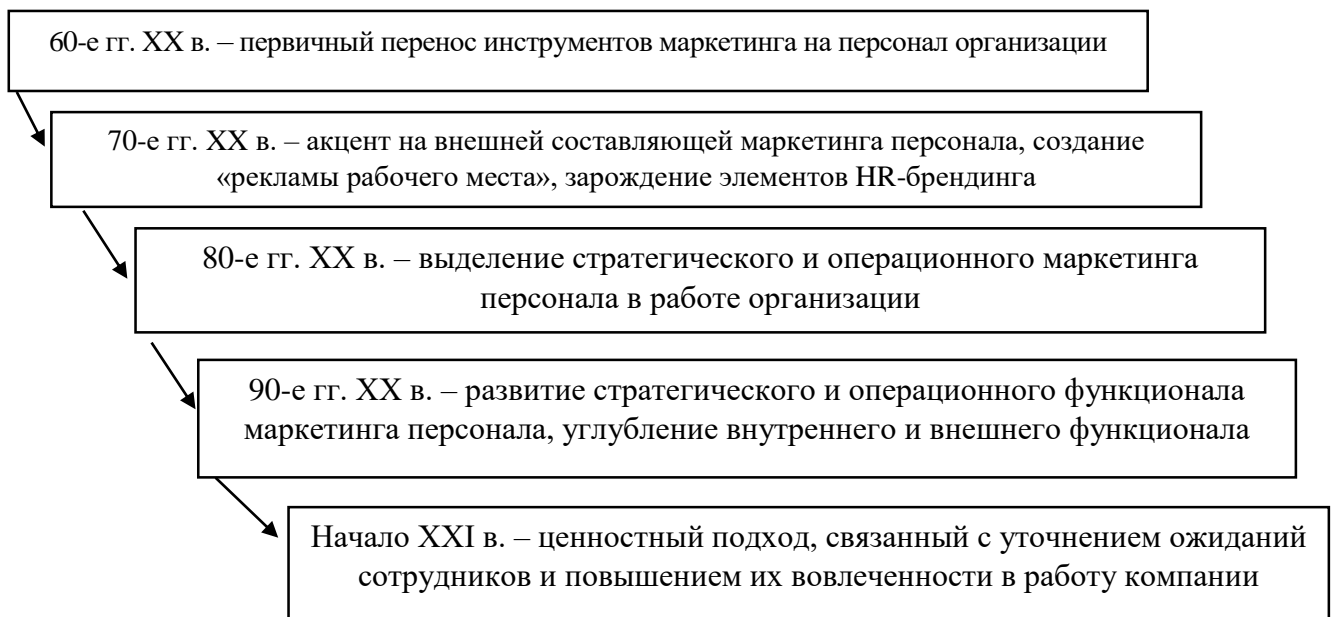 60-е гг. XX в. – первичный перенос инструментов маркетинга на персонал организации
70-е гг. XX в. – акцент на внешней составляющей маркетинга персонала, создание
«рекламы рабочего места», зарождение элементов HR-брендинга
80-е гг. XX в. – выделение стратегического и операционного маркетинга
персонала в работе организации
90-е гг. XX в. – развитие стратегического и операционного функционала
маркетинга персонала, углубление внутреннего и внешнего функционала
Начало XXI в. – ценностный подход, связанный с уточнением ожиданий
сотрудников и повышением их вовлеченности в работу компании